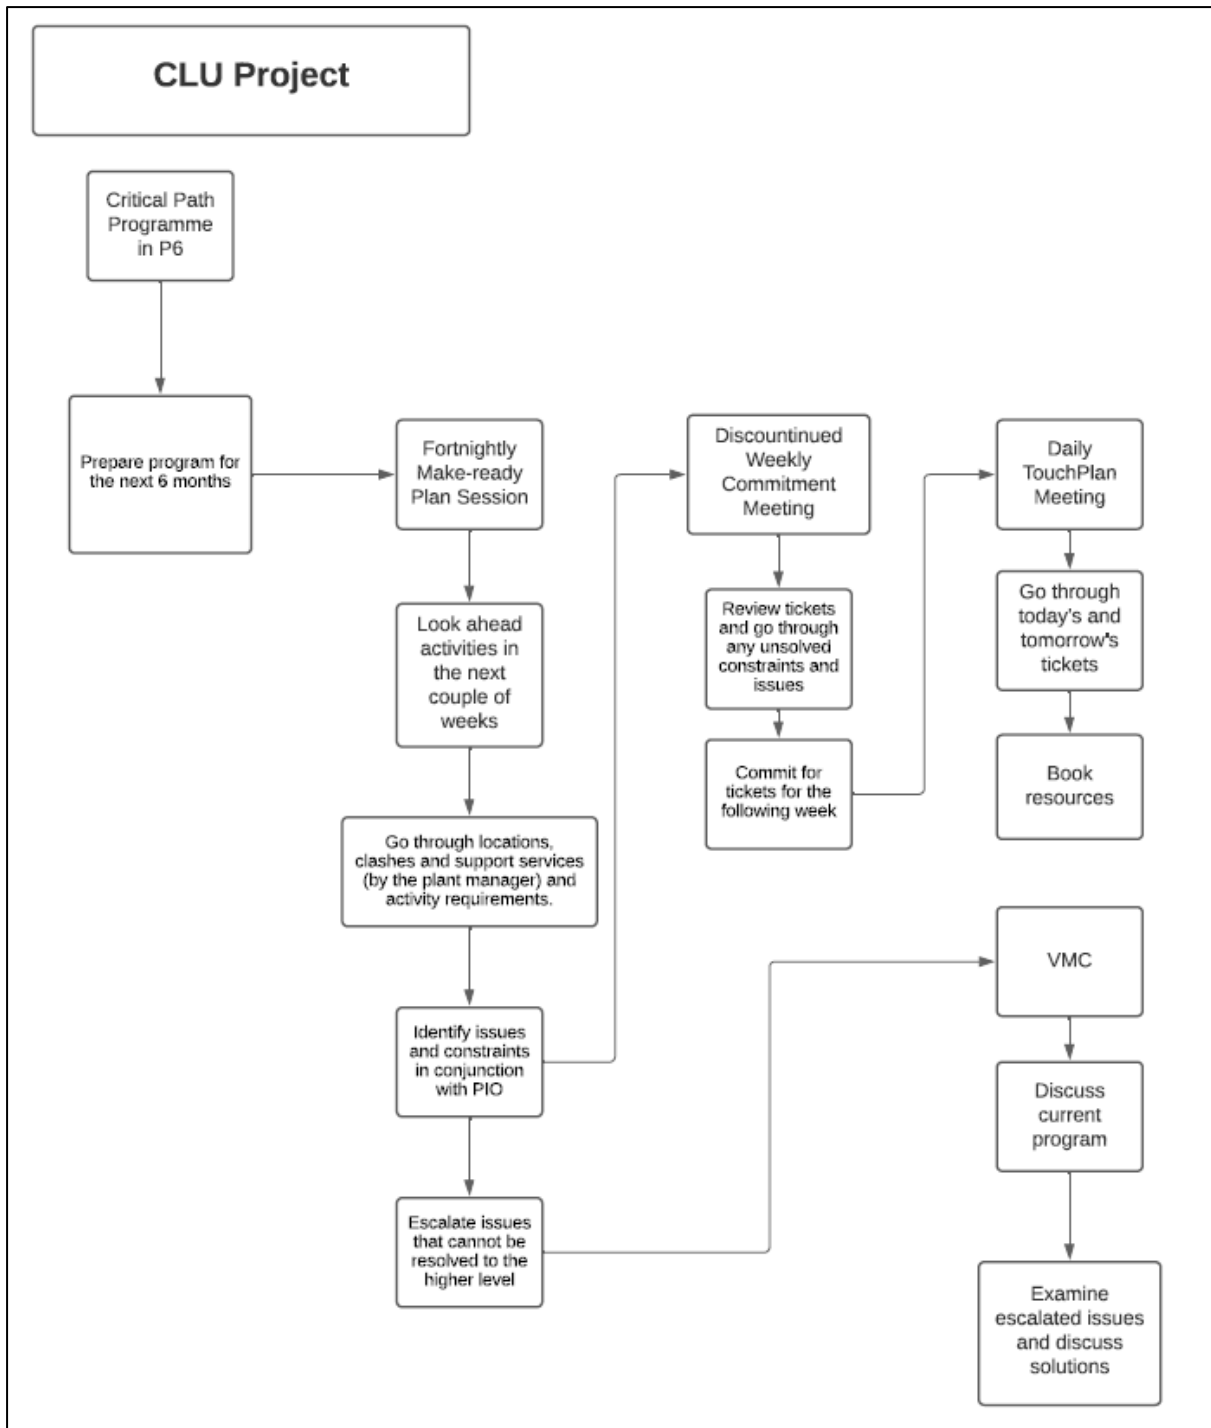 CLU Project
Critical Path
Programme
in P6
Prepare program for
the next 6 months
Fortnightly
Make-ready
Plan Session
Look ahead
activities in
the next
couple of
weeks
Go through locations,
clashes and support services
(by the plant manager) and
activity requirements.
Identify issues
and constraints
in conjunction
with PIO
Escalate issues
that cannot be
resolved to the
higher level
Discountinued
Weekly
Commitment
Meeting
Review tickets
and go through
any unsolved
constraints and
issues
Commit for
tickets for the
following week
Daily
TouchPlan
Meeting
Go through
today's and
tomorrow's
tickets
Book
resources
VMC
Discuss
current
program
Examine
escalated issues
and discuss
solutions